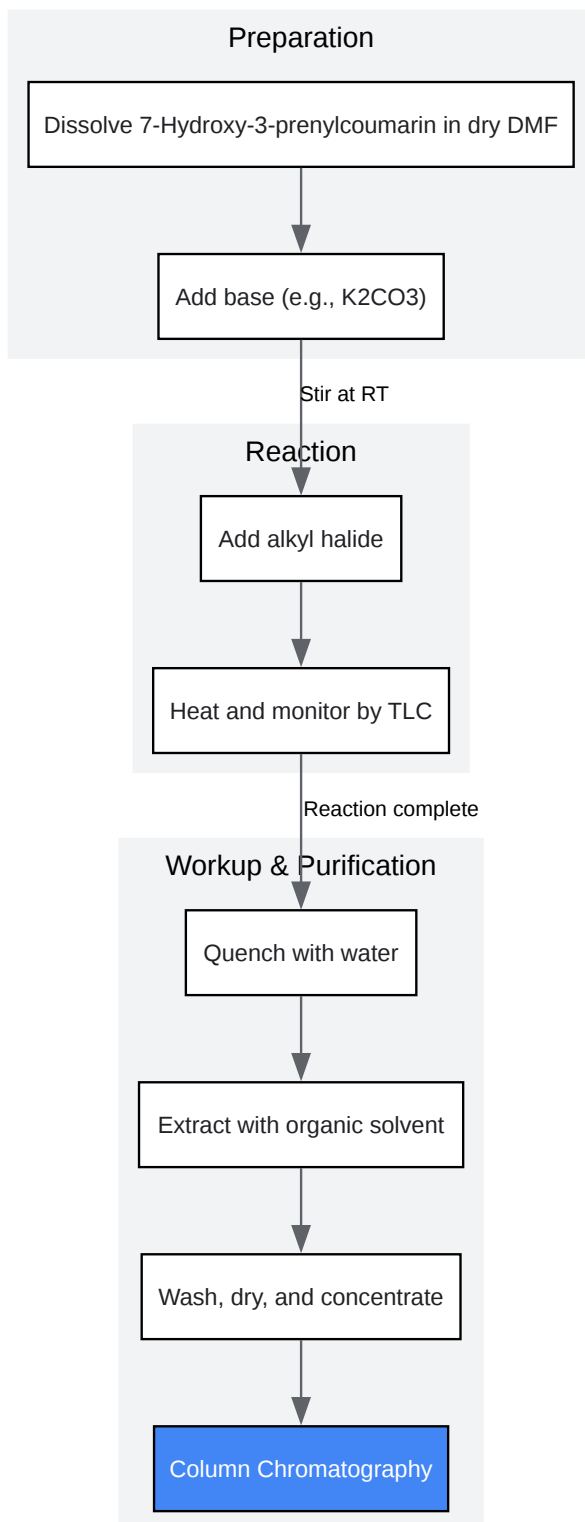 Preparation
Dissolve 7-Hydroxy-3-prenylcoumarin in dry DMF
Add base (e.g., K2CO3)
Stir at RT
Reaction
Add alkyl halide
Heat and monitor by TLC
Reaction complete
Workup & Purification
Quench with water
Extract with organic solvent
Wash, dry, and concentrate
Column Chromatography